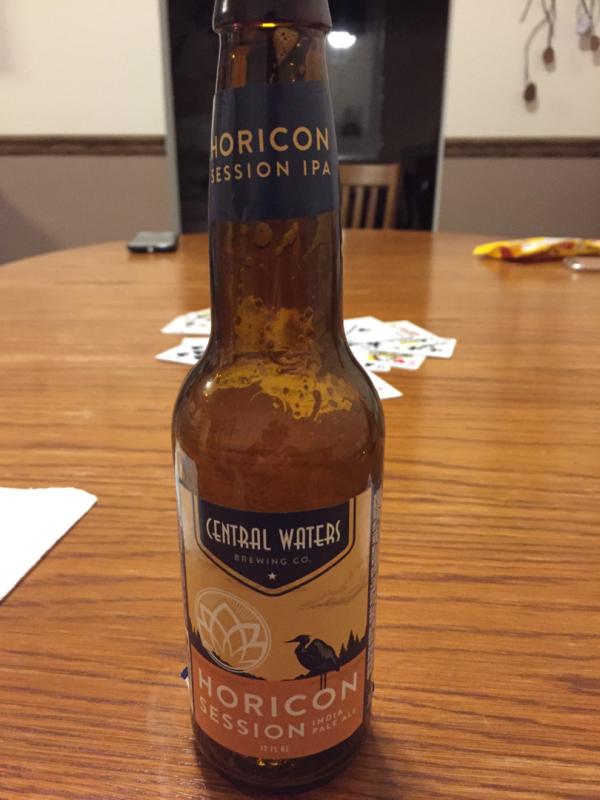 HORICON
SESSION IPA
CENTRAL WATERS
BREWING CO.
HORICON
SESSION INDIA
PALE ALE
12 FL OZ